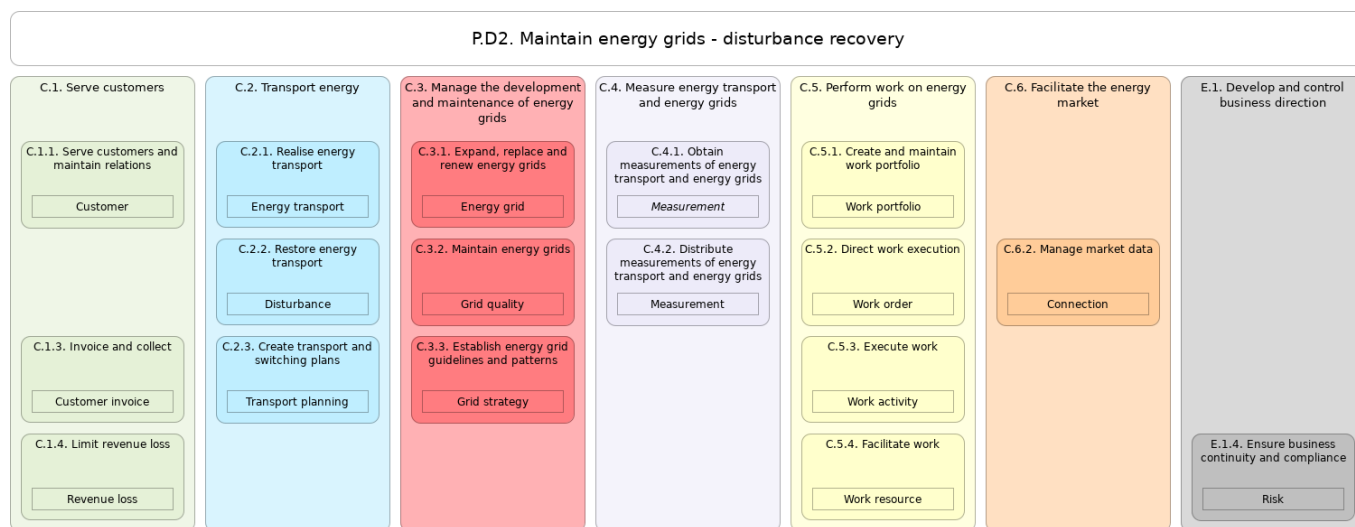 P.D2. Maintain energy grids - disturbance recovery
C.1. Serve customers
C.1.1. Serve customers and
maintain relations
Customer
C.1.3. Invoice and collect
Customer invoice
C.1.4. Limit revenue loss
Revenue loss
C.2. Transport energy
C.2.1. Realise energy
transport
Energy transport
C.2.2. Restore energy
transport
Disturbance
C.2.3. Create transport and
switching plans
Transport planning
C.3. Manage the development
and maintenance of energy
grids
C.3.1. Expand, replace and
renew energy grids
Energy grid
C.3.2. Maintain energy grids
Grid quality
C.3.3. Establish energy grid
guidelines and patterns
Grid strategy
C.4. Measure energy transport
and energy grids
C.4.1. Obtain
measurements of energy
transport and energy grids
Measurement
C.4.2. Distribute
measurements of energy
transport and energy grids
Measurement
C.5. Perform work on energy
grids
C.5.1. Create and maintain
work portfolio
Work portfolio
C.5.2. Direct work execution
Work order
C.5.3. Execute work
Work activity
C.5.4. Facilitate work
Work resource
C.6. Facilitate the energy
market
C.6.2. Manage market data
Connection
E.1. Develop and control
business direction
E.1.4. Ensure business
continuity and compliance
Risk